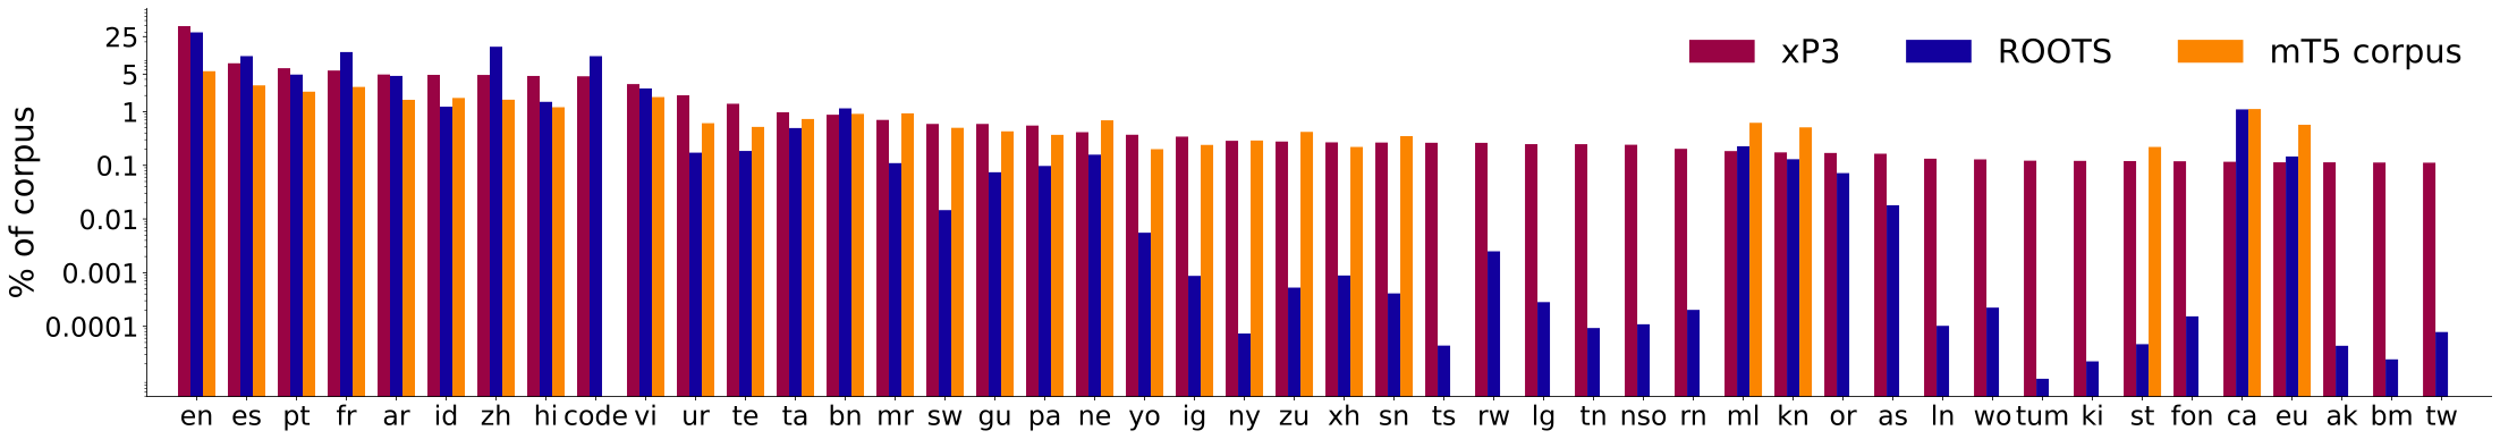 % of corpus
25
5
1
0.1
0.01
0.001
0.0001
xP3 ROOTS mT5 corpus
en es pt fr ar id zh hi code vi ur te ta bn mr sw gu pa ne yo ig ny zu xh sn ts rw lg tn nso rn ml kn or as ln wo tum ki st fon ca eu ak bm tw